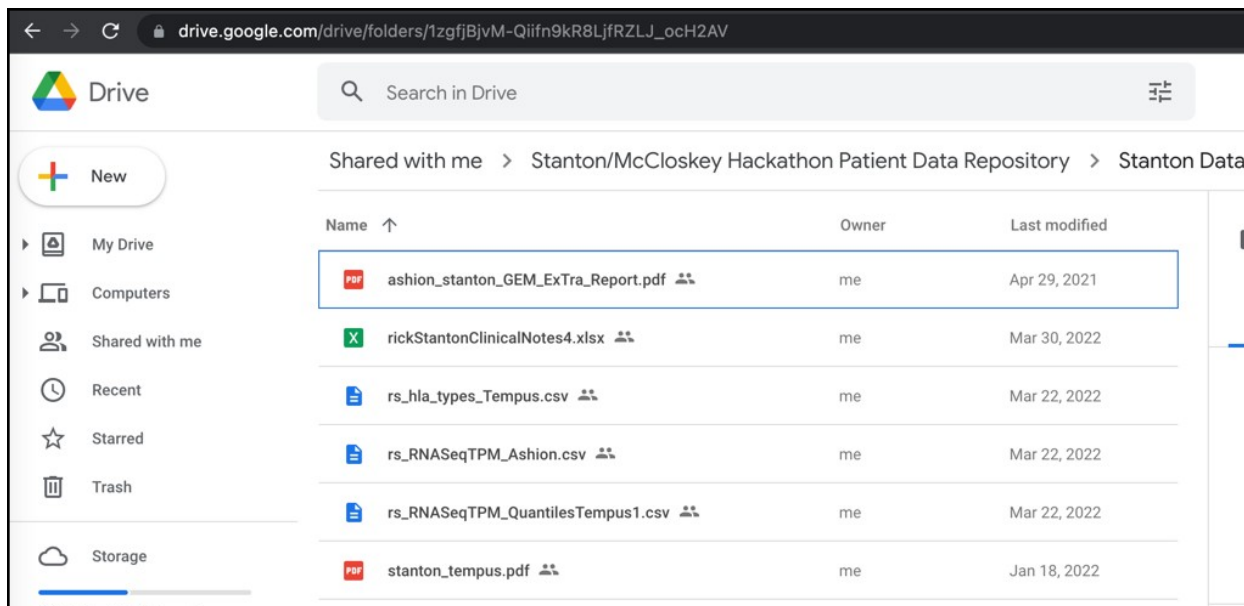 drive.google.com/drive/folders/1zgfjBjvM-Qiifn9kR8LjfRZLJ_ocH2AV
Drive
Search in Drive
New
Shared with me > Stanton/McCloskey Hackathon Patient Data Repository > Stanton Data
Name Owner Last modified
My Drive
Computers
Shared with me
Recent
Starred
Trash
Storage
PDF ashion_stanton_GEM_ExTra_Report.pdf me Apr 29, 2021
X rickStantonClinicalNotes4.xlsx me Mar 30, 2022
rs_hla_types_Tempus.csv me Mar 22, 2022
rs_RNASeqTPM_Ashion.csv me Mar 22, 2022
rs_RNASeqTPM_QuantilesTempus1.csv me Mar 22, 2022
PDF stanton_tempus.pdf me Jan 18, 2022